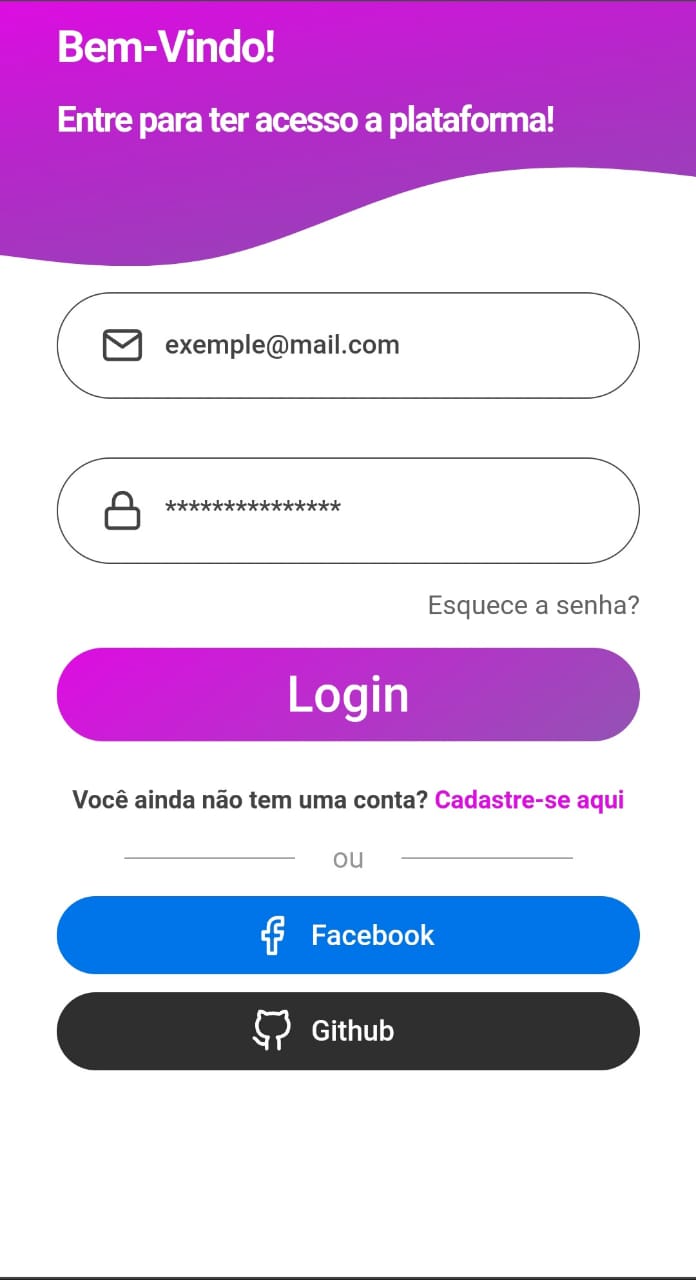 Bem-Vindo!
Entre para ter acesso a plataforma!
exemple@mail.com
***************
Esquece a senha?
Login
Você ainda não tem uma conta? Cadastre-se aqui
ou
Facebook
Github